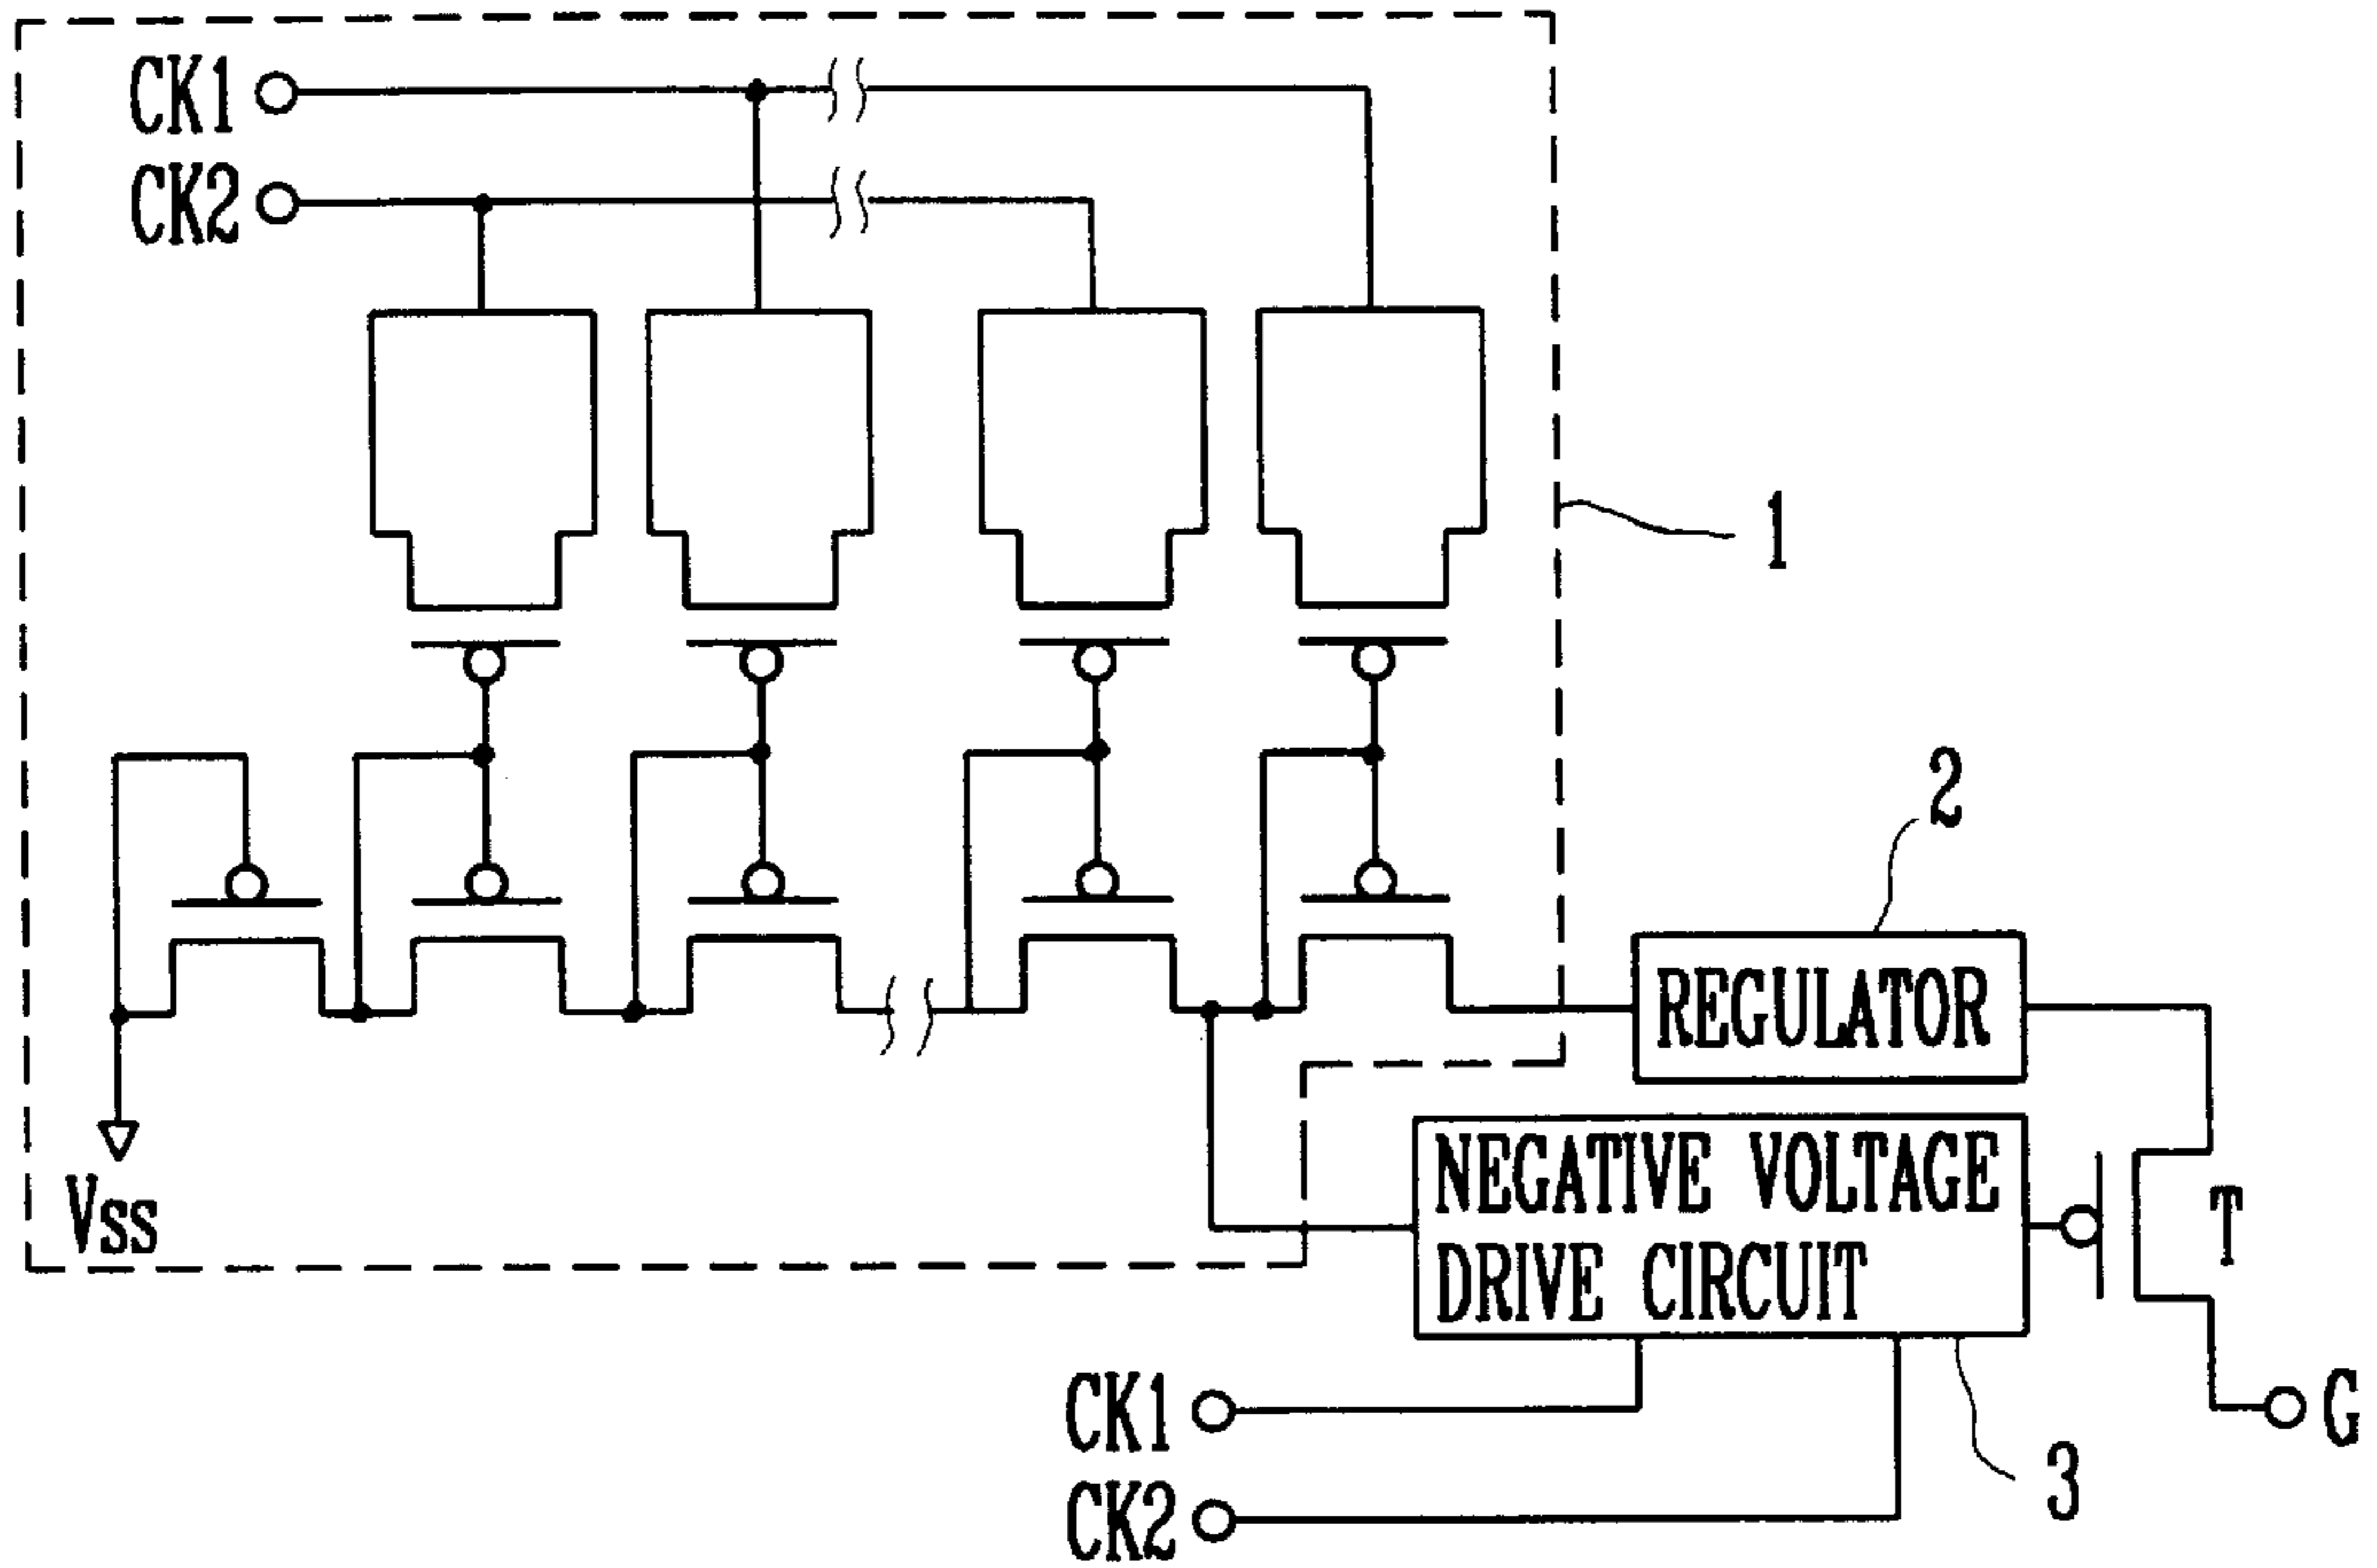 CK1
CK2
1
2
REGULATOR
NEGATIVE VOLTAGE
DRIVE CIRCUIT
Vss
T
CK1
G
CK2
3